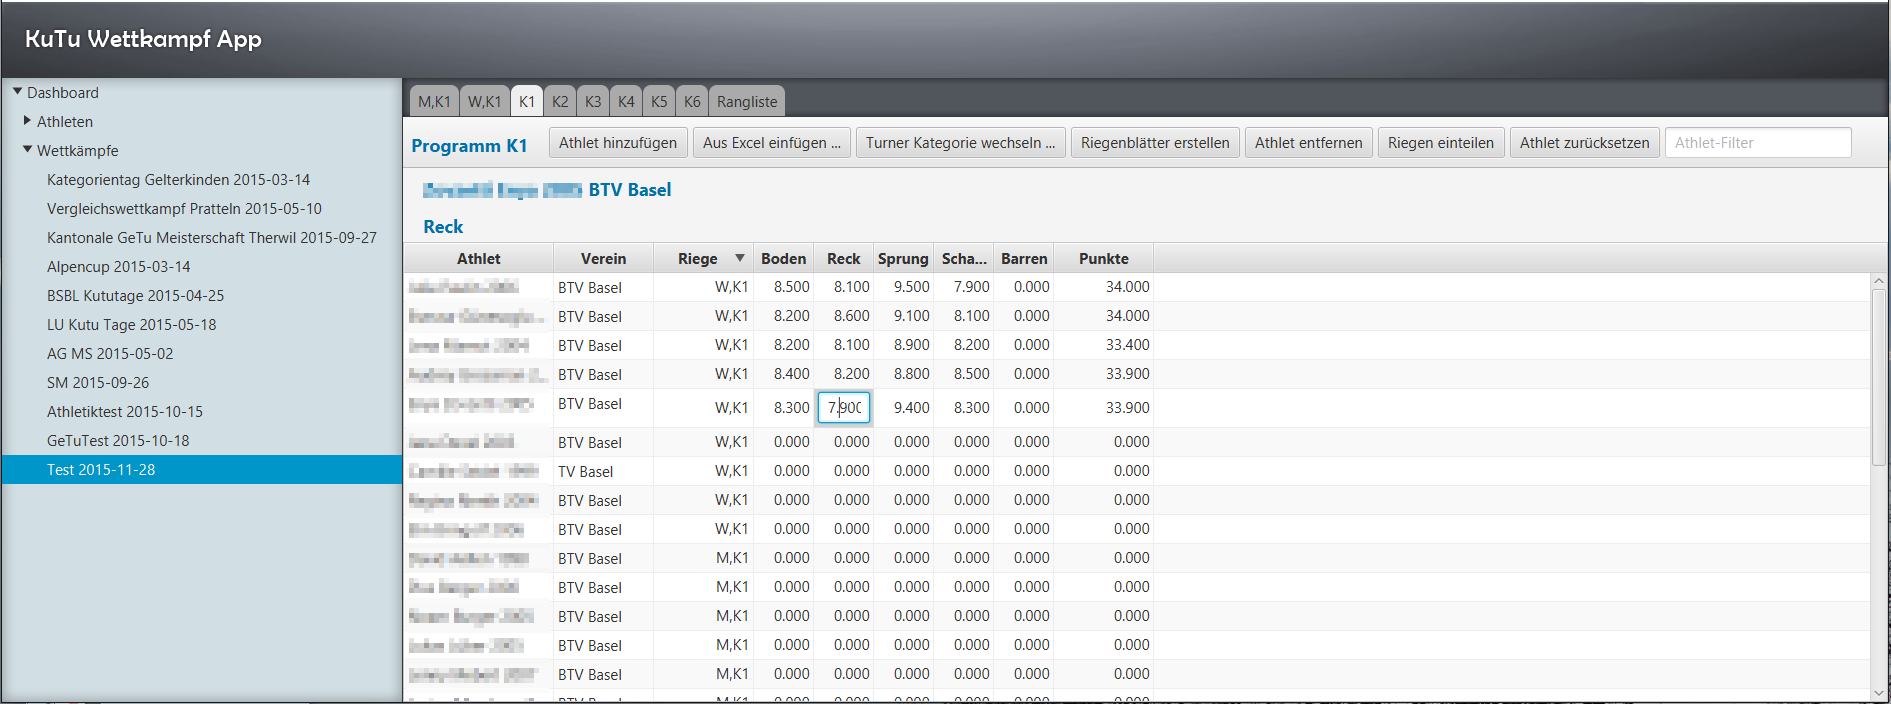 KuTu Wettkampf App
Dashboard
Athleten
Wettkämpfe
Kategorientag Gelterkinden 2015-03-14
Vergleichswettkampf Pratteln 2015-05-10
Kantonale GeTu Meisterschaft Therwil 2015-09-27
Alpencup 2015-03-14
BSBL Kututage 2015-04-25
LU Kutu Tage 2015-05-18
AG MS 2015-05-02
SM 2015-09-26
Athletiktest 2015-10-15
GeTuTest 2015-10-18
Test 2015-11-28
M,K1 W,K1 K1 K2 K3 K4 K5 K6 Rangliste
Programm K1 Athlet hinzufügen Aus Excel einfügen ... Turner Kategorie wechseln ... Riegenblätter erstellen Athlet entfernen Riegen einteilen Athlet zurücksetzen Athlet-Filter
BTV Basel
Reck
Athlet Verein Riege Boden Reck Sprung Scha... Barren Punkte
BTV Basel W,K1 8.500 8.100 9.500 7.900 0.000 34.000
BTV Basel W,K1 8.200 8.600 9.100 8.100 0.000 34.000
BTV Basel W,K1 8.200 8.100 8.900 8.200 0.000 33.400
BTV Basel W,K1 8.400 8.200 8.800 8.500 0.000 33.900
BTV Basel W,K1 8.300 7.900 9.400 8.300 0.000 33.900
BTV Basel W,K1 0.000 0.000 0.000 0.000 0.000 0.000
TV Basel W,K1 0.000 0.000 0.000 0.000 0.000 0.000
BTV Basel W,K1 0.000 0.000 0.000 0.000 0.000 0.000
BTV Basel W,K1 0.000 0.000 0.000 0.000 0.000 0.000
BTV Basel M,K1 0.000 0.000 0.000 0.000 0.000 0.000
BTV Basel M,K1 0.000 0.000 0.000 0.000 0.000 0.000
BTV Basel M,K1 0.000 0.000 0.000 0.000 0.000 0.000
BTV Basel M,K1 0.000 0.000 0.000 0.000 0.000 0.000
BTV Basel M,K1 0.000 0.000 0.000 0.000 0.000 0.000